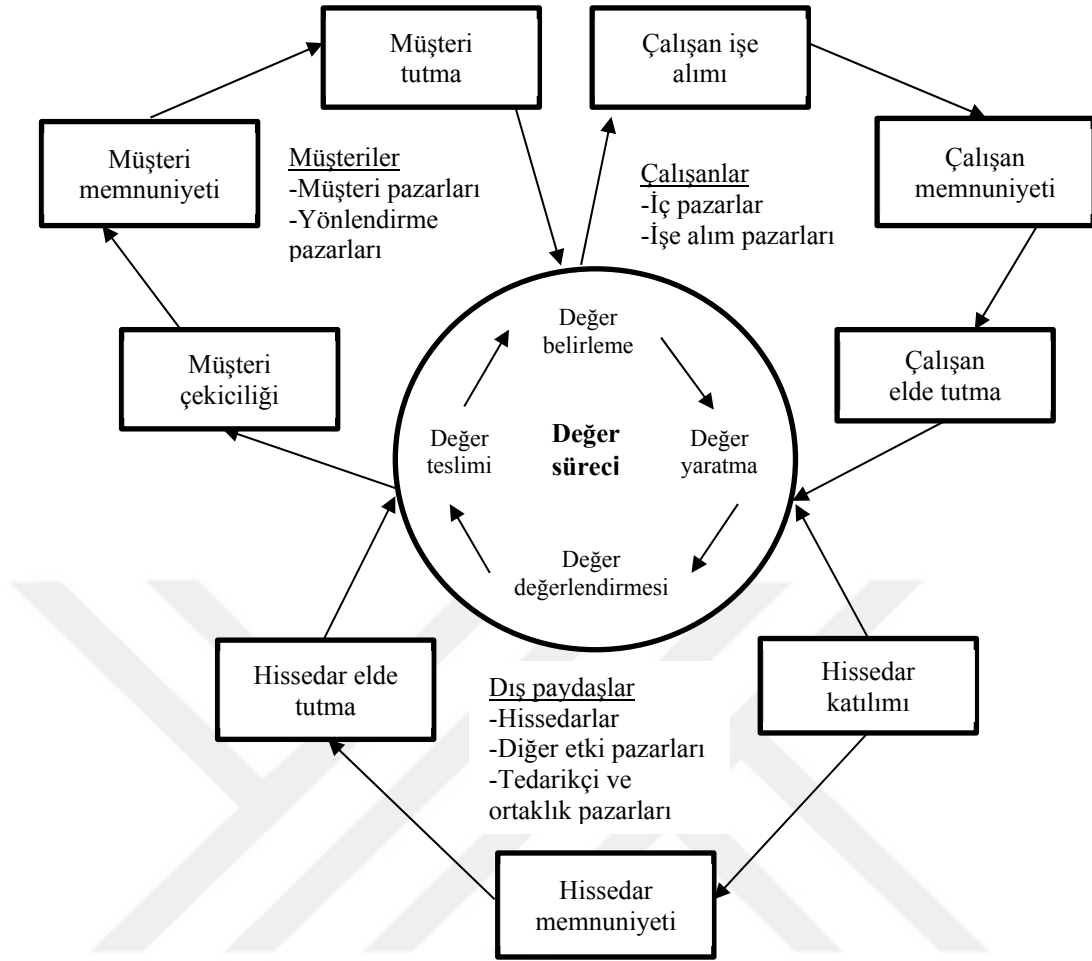 Müşteri
tutma
Çalışan işe
alımı
Müşteri
memnuniyeti
Müşteriler
-Müşteri pazarları
-Yönlendirme
pazarları
Çalışanlar
-İç pazarlar
-İşe alım pazarları
Çalışan
memnuniyeti
Müşteri
çekiciliği
Çalışan
elde tutma
Değer
belirleme
Değer
teslimi
Değer
süreci
Değer
yaratma
Değer
değerlendirmesi
Hissedar elde
tutma
Dış paydaşlar
-Hissedarlar
-Diğer etki pazarları
-Tedarikçi ve
ortaklık pazarları
Hissedar
katılımı
Hissedar
memnuniyeti